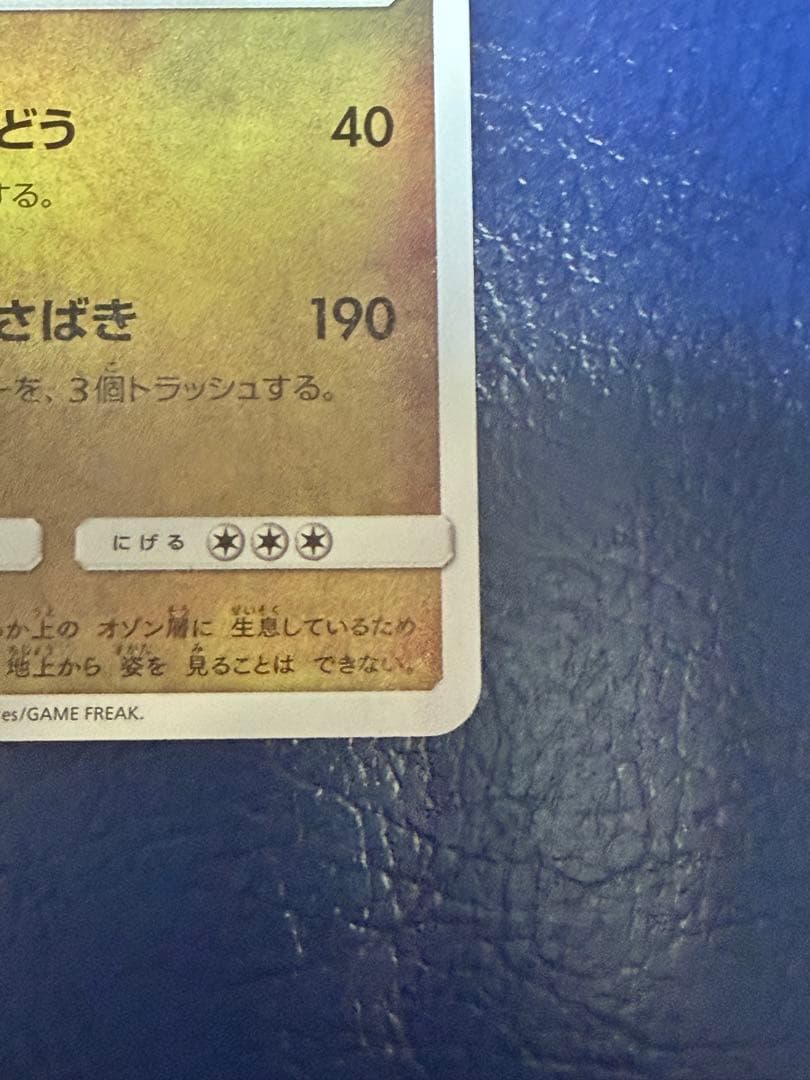 どう 40
する。
さばき 190
ーを、3個トラッシュする。
にげる
か上の オゾン層に 生息しているため
地上から 姿を 見ることは できない。
es/GAME FREAK.